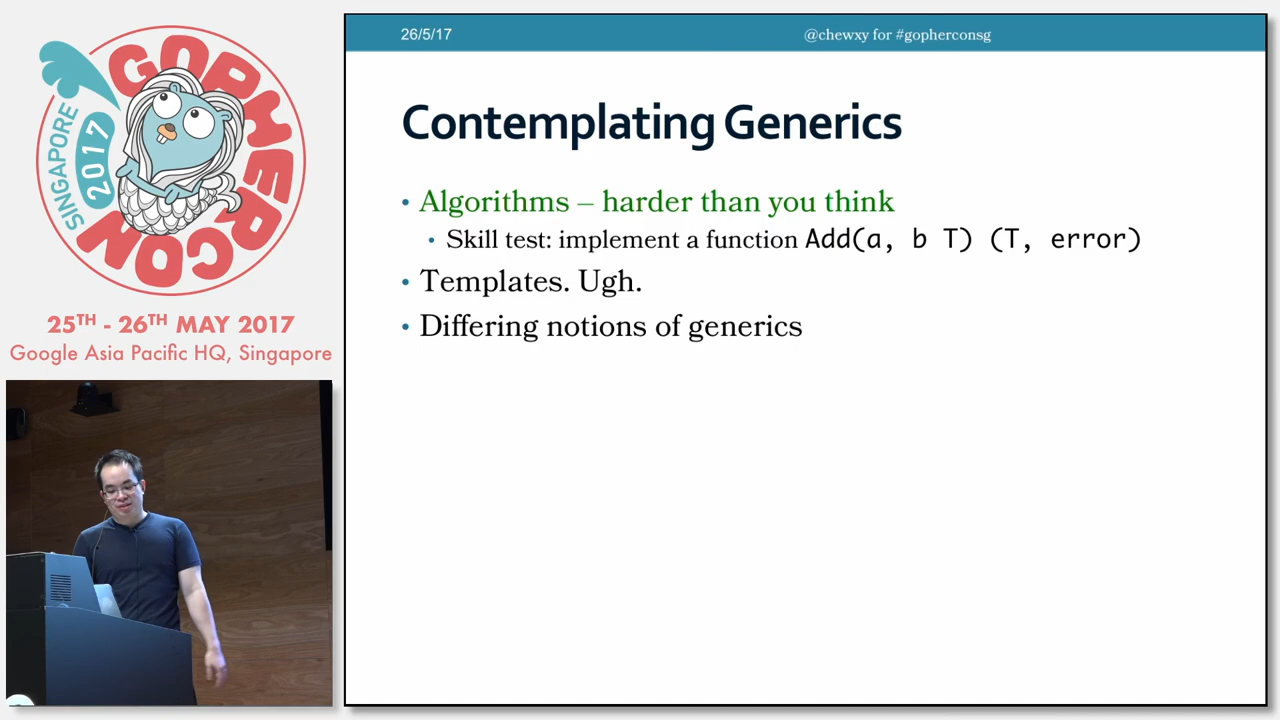 GOPHERCON
SINGAPORE
2017
25TH - 26TH MAY 2017
Google Asia Pacific HQ, Singapore
26/5/17
@chewxy for #gopherconsg
Contemplating Generics
• Algorithms – harder than you think
• Skill test: implement a function Add(a, b T) (T, error)
• Templates. Ugh.
• Differing notions of generics